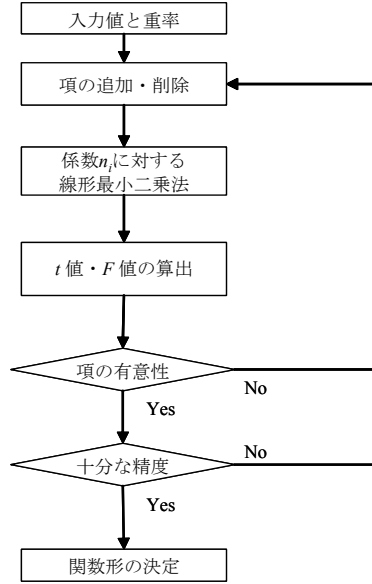 入力値と重率
項の追加・削除
係数niに対する
線形最小二乗法
t 値・F 値の算出
項の有意性
No
Yes
十分な精度
No
Yes
関数形の決定